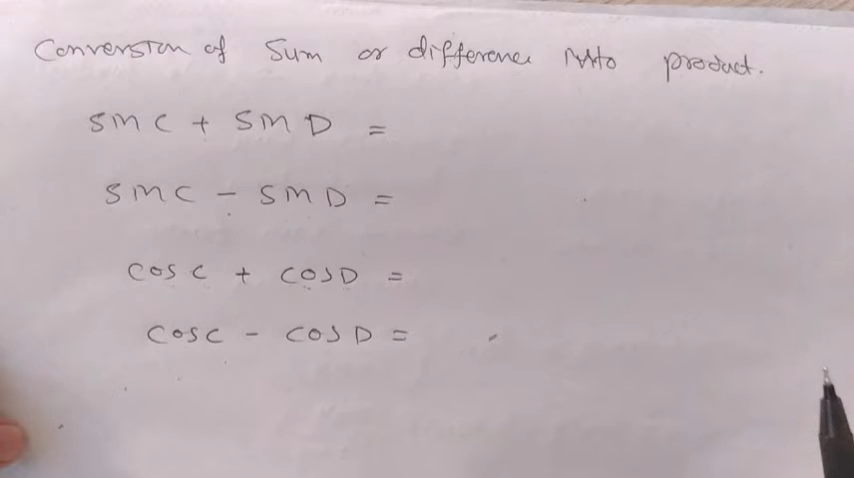 Conversion of Sum or difference into product.
sin C + sin D =
sin C - sin D =
cos C + cos D =
cos C - cos D =